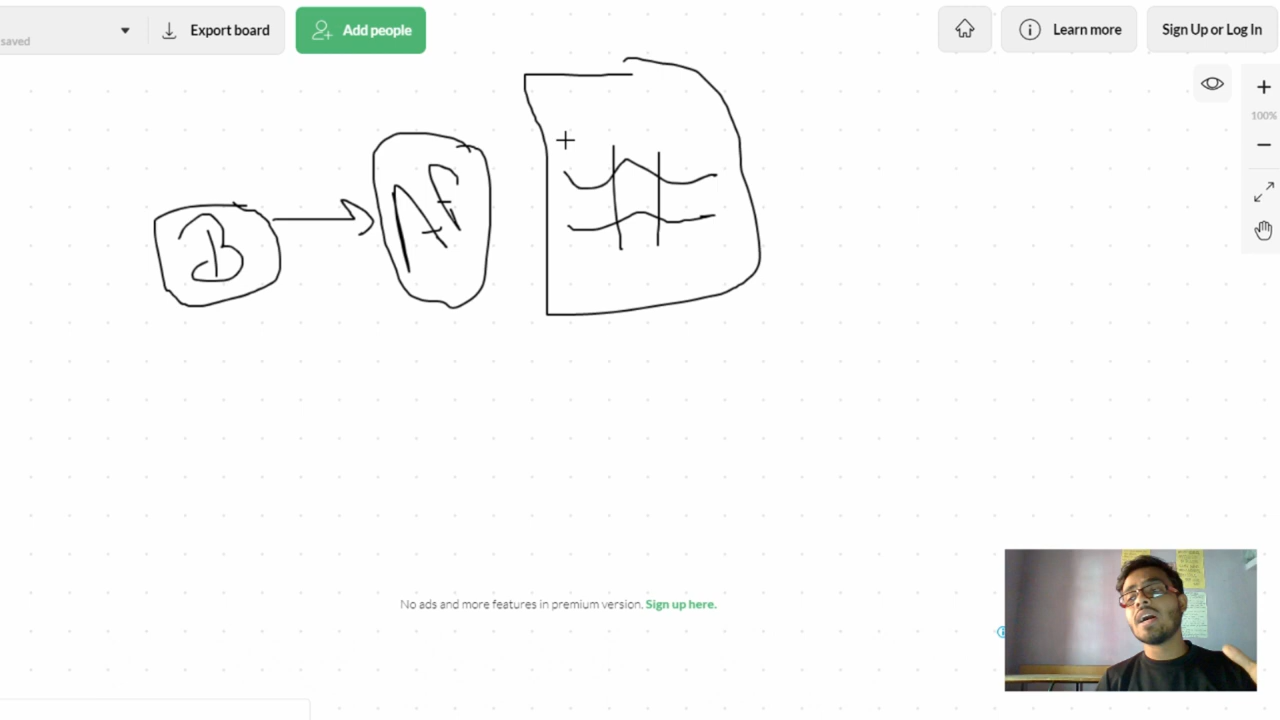 saved
Export board
Add people
Learn more
Sign Up or Log In
100%
B
AF
No ads and more features in premium version. Sign up here.